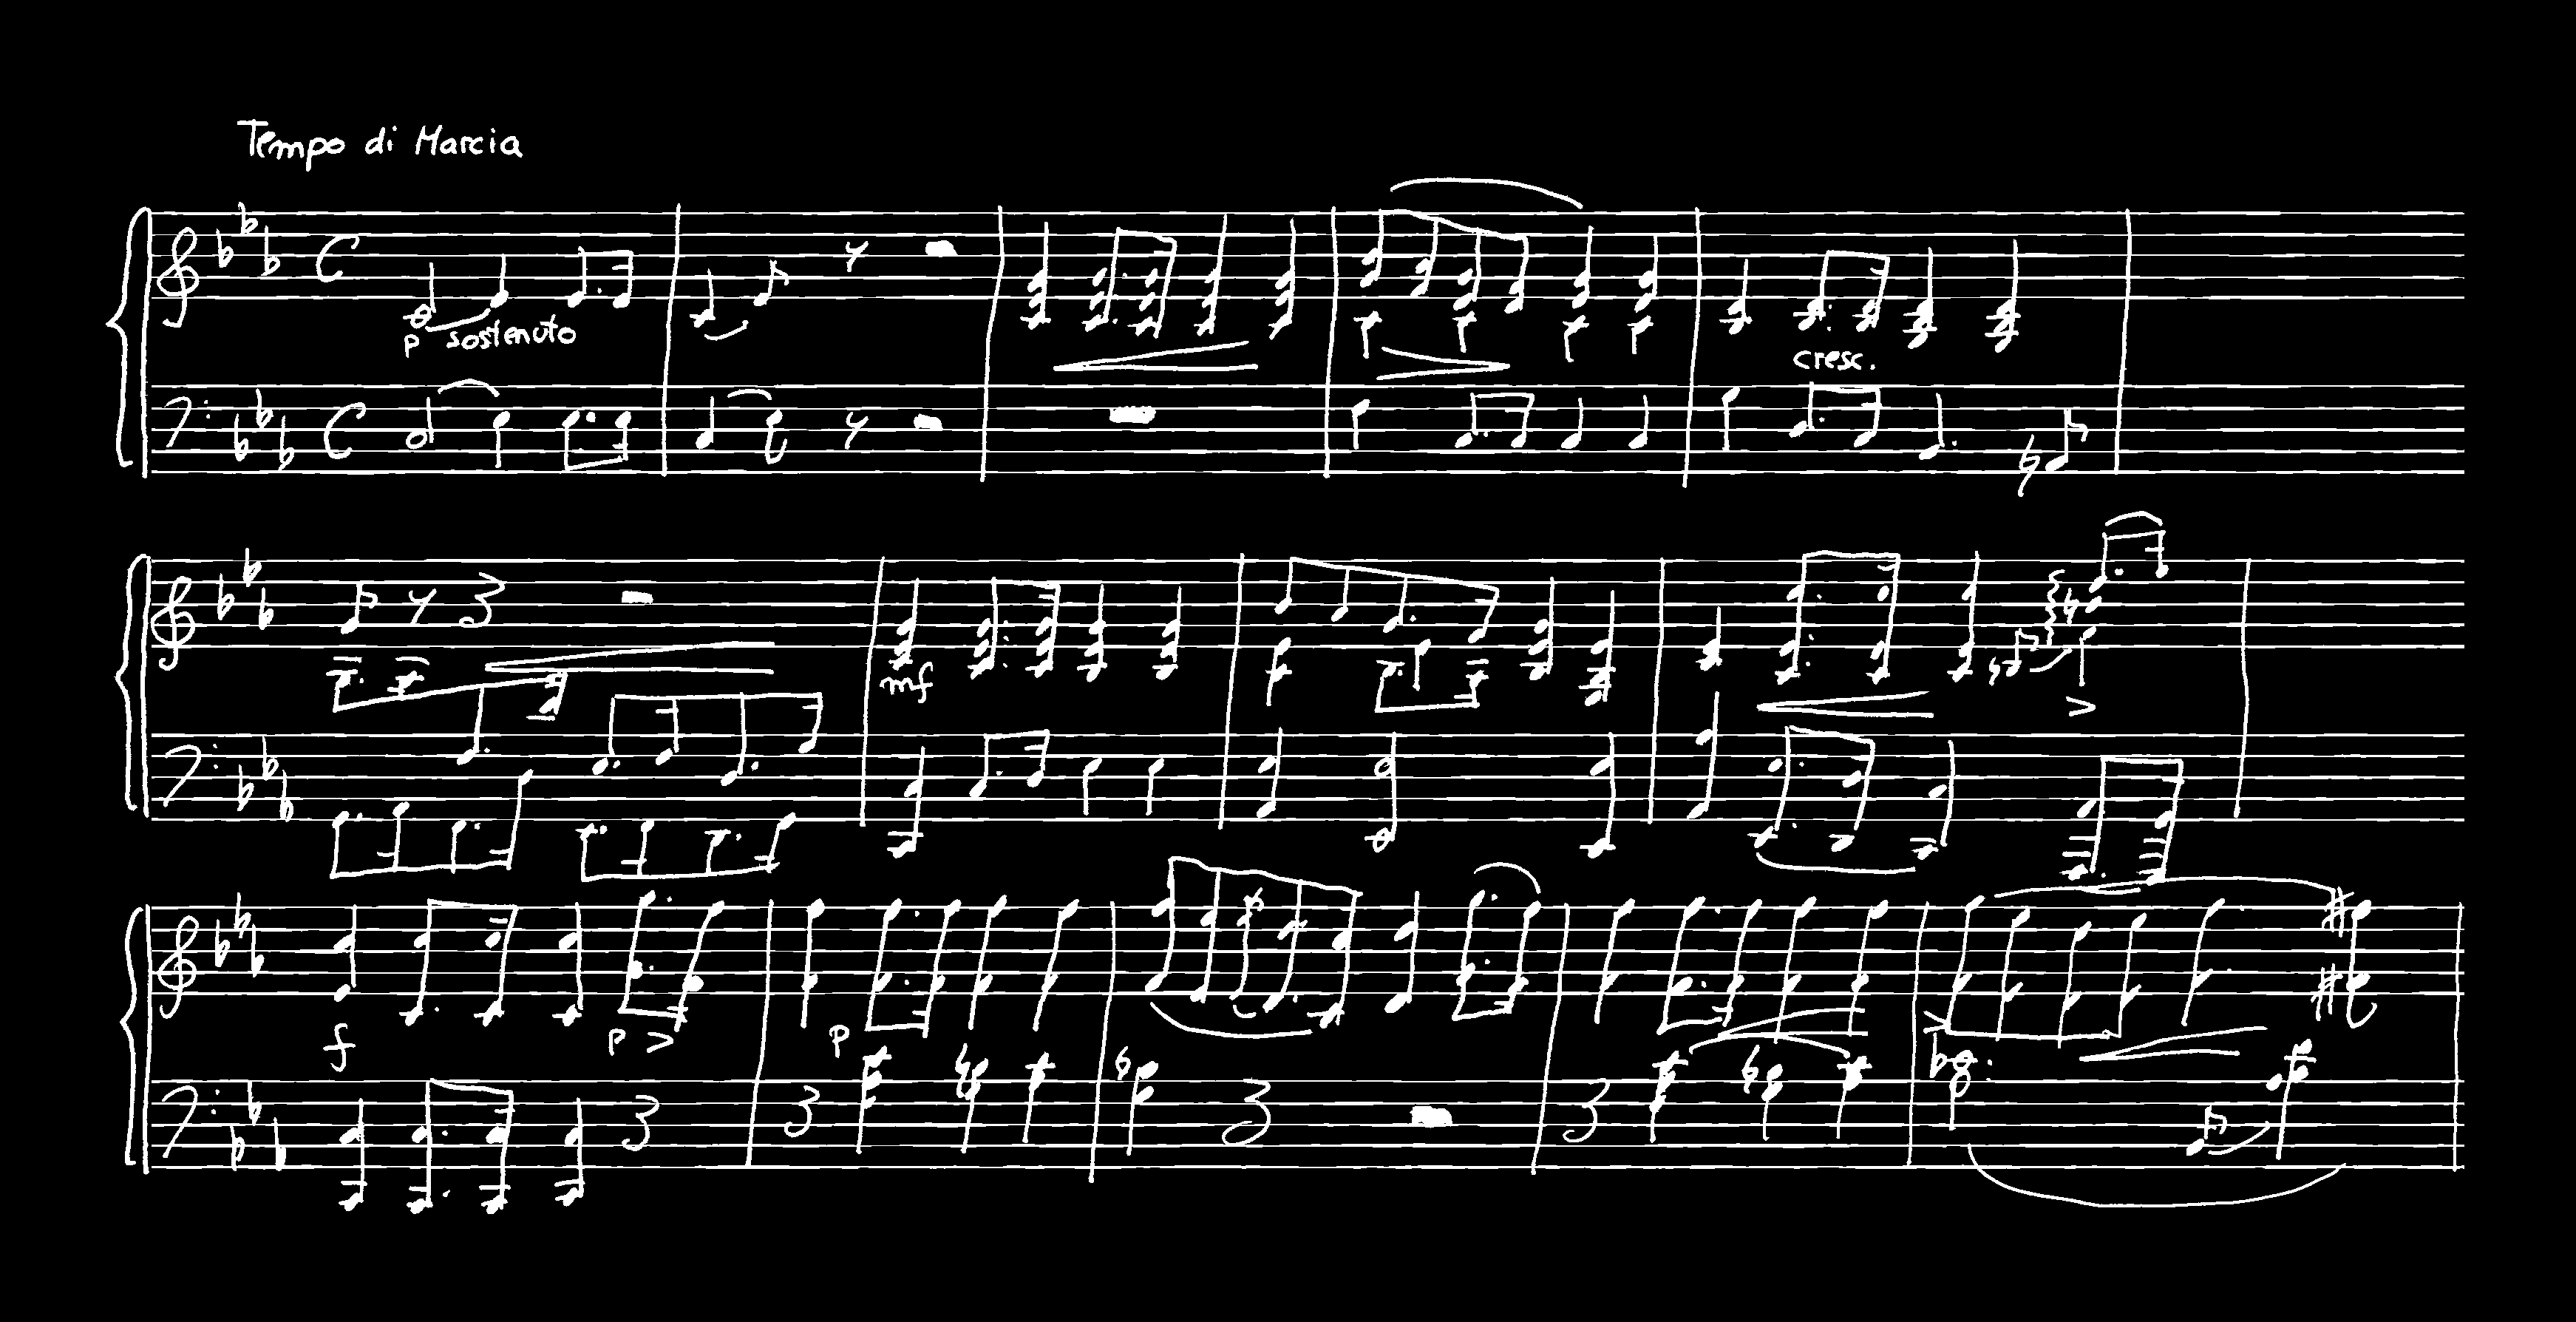 Tempo di Marcia
p sostenuto
cresc.
mf
f p
p